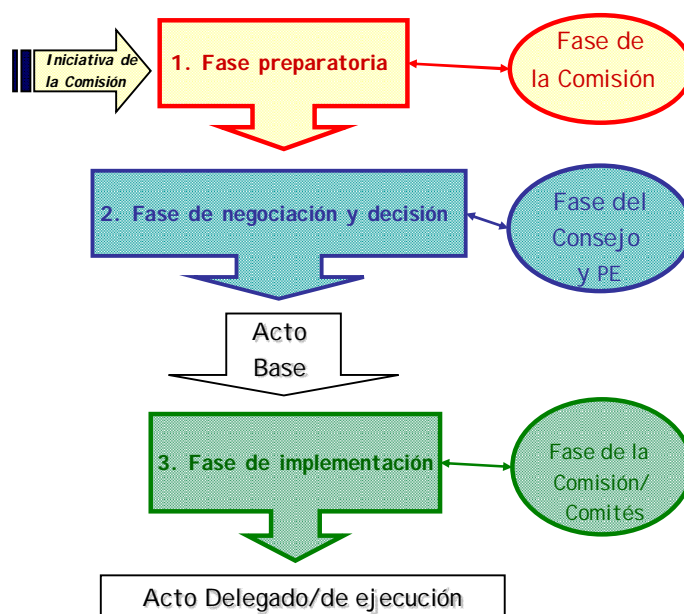 Iniciativa de
la Comisión
1. Fase preparatoria
Fase de
la Comisión
2. Fase de negociación y decisión
Fase del
Consejo
y PE
Acto
Base
3. Fase de implementación
Fase de la
Comisión/
Comités
Acto Delegado/de ejecución